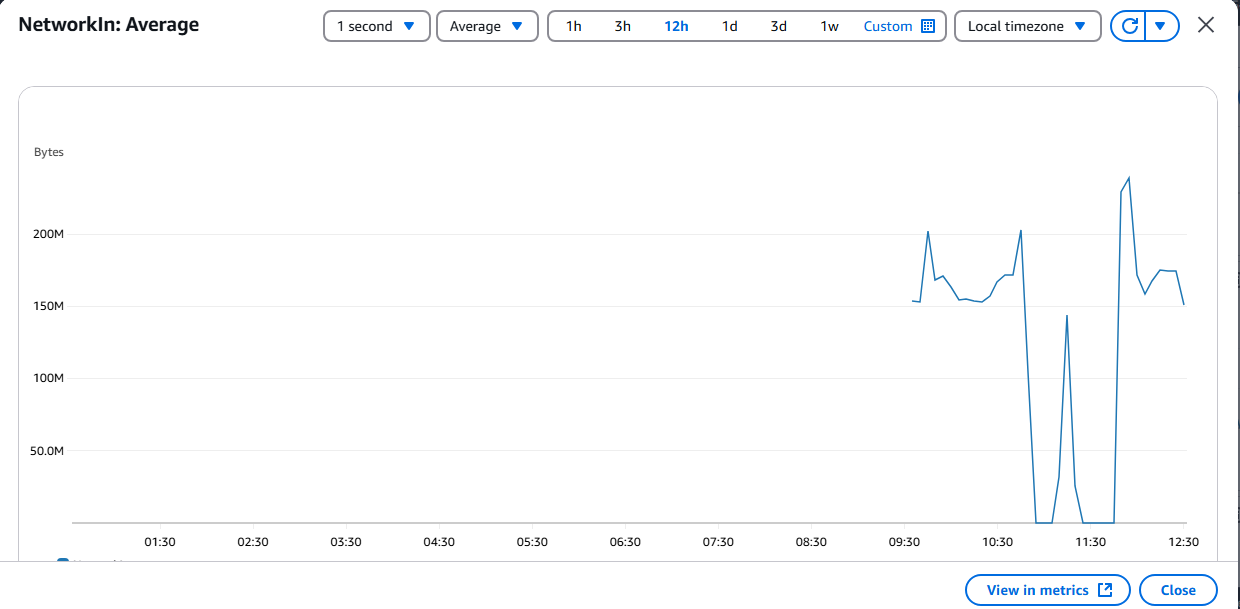 NetworkIn: Average
1 second Average 1h 3h 12h 1d 3d 1w Custom Local timezone
Bytes
200M
150M
100M
50.0M
01:30 02:30 03:30 04:30 05:30 06:30 07:30 08:30 09:30 10:30 11:30 12:30
View in metrics Close